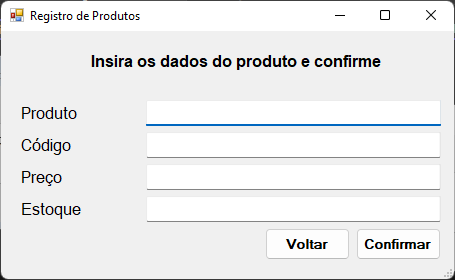 Registro de Produtos
Insira os dados do produto e confirme
Produto
Código
Preço
Estoque
Voltar Confirmar